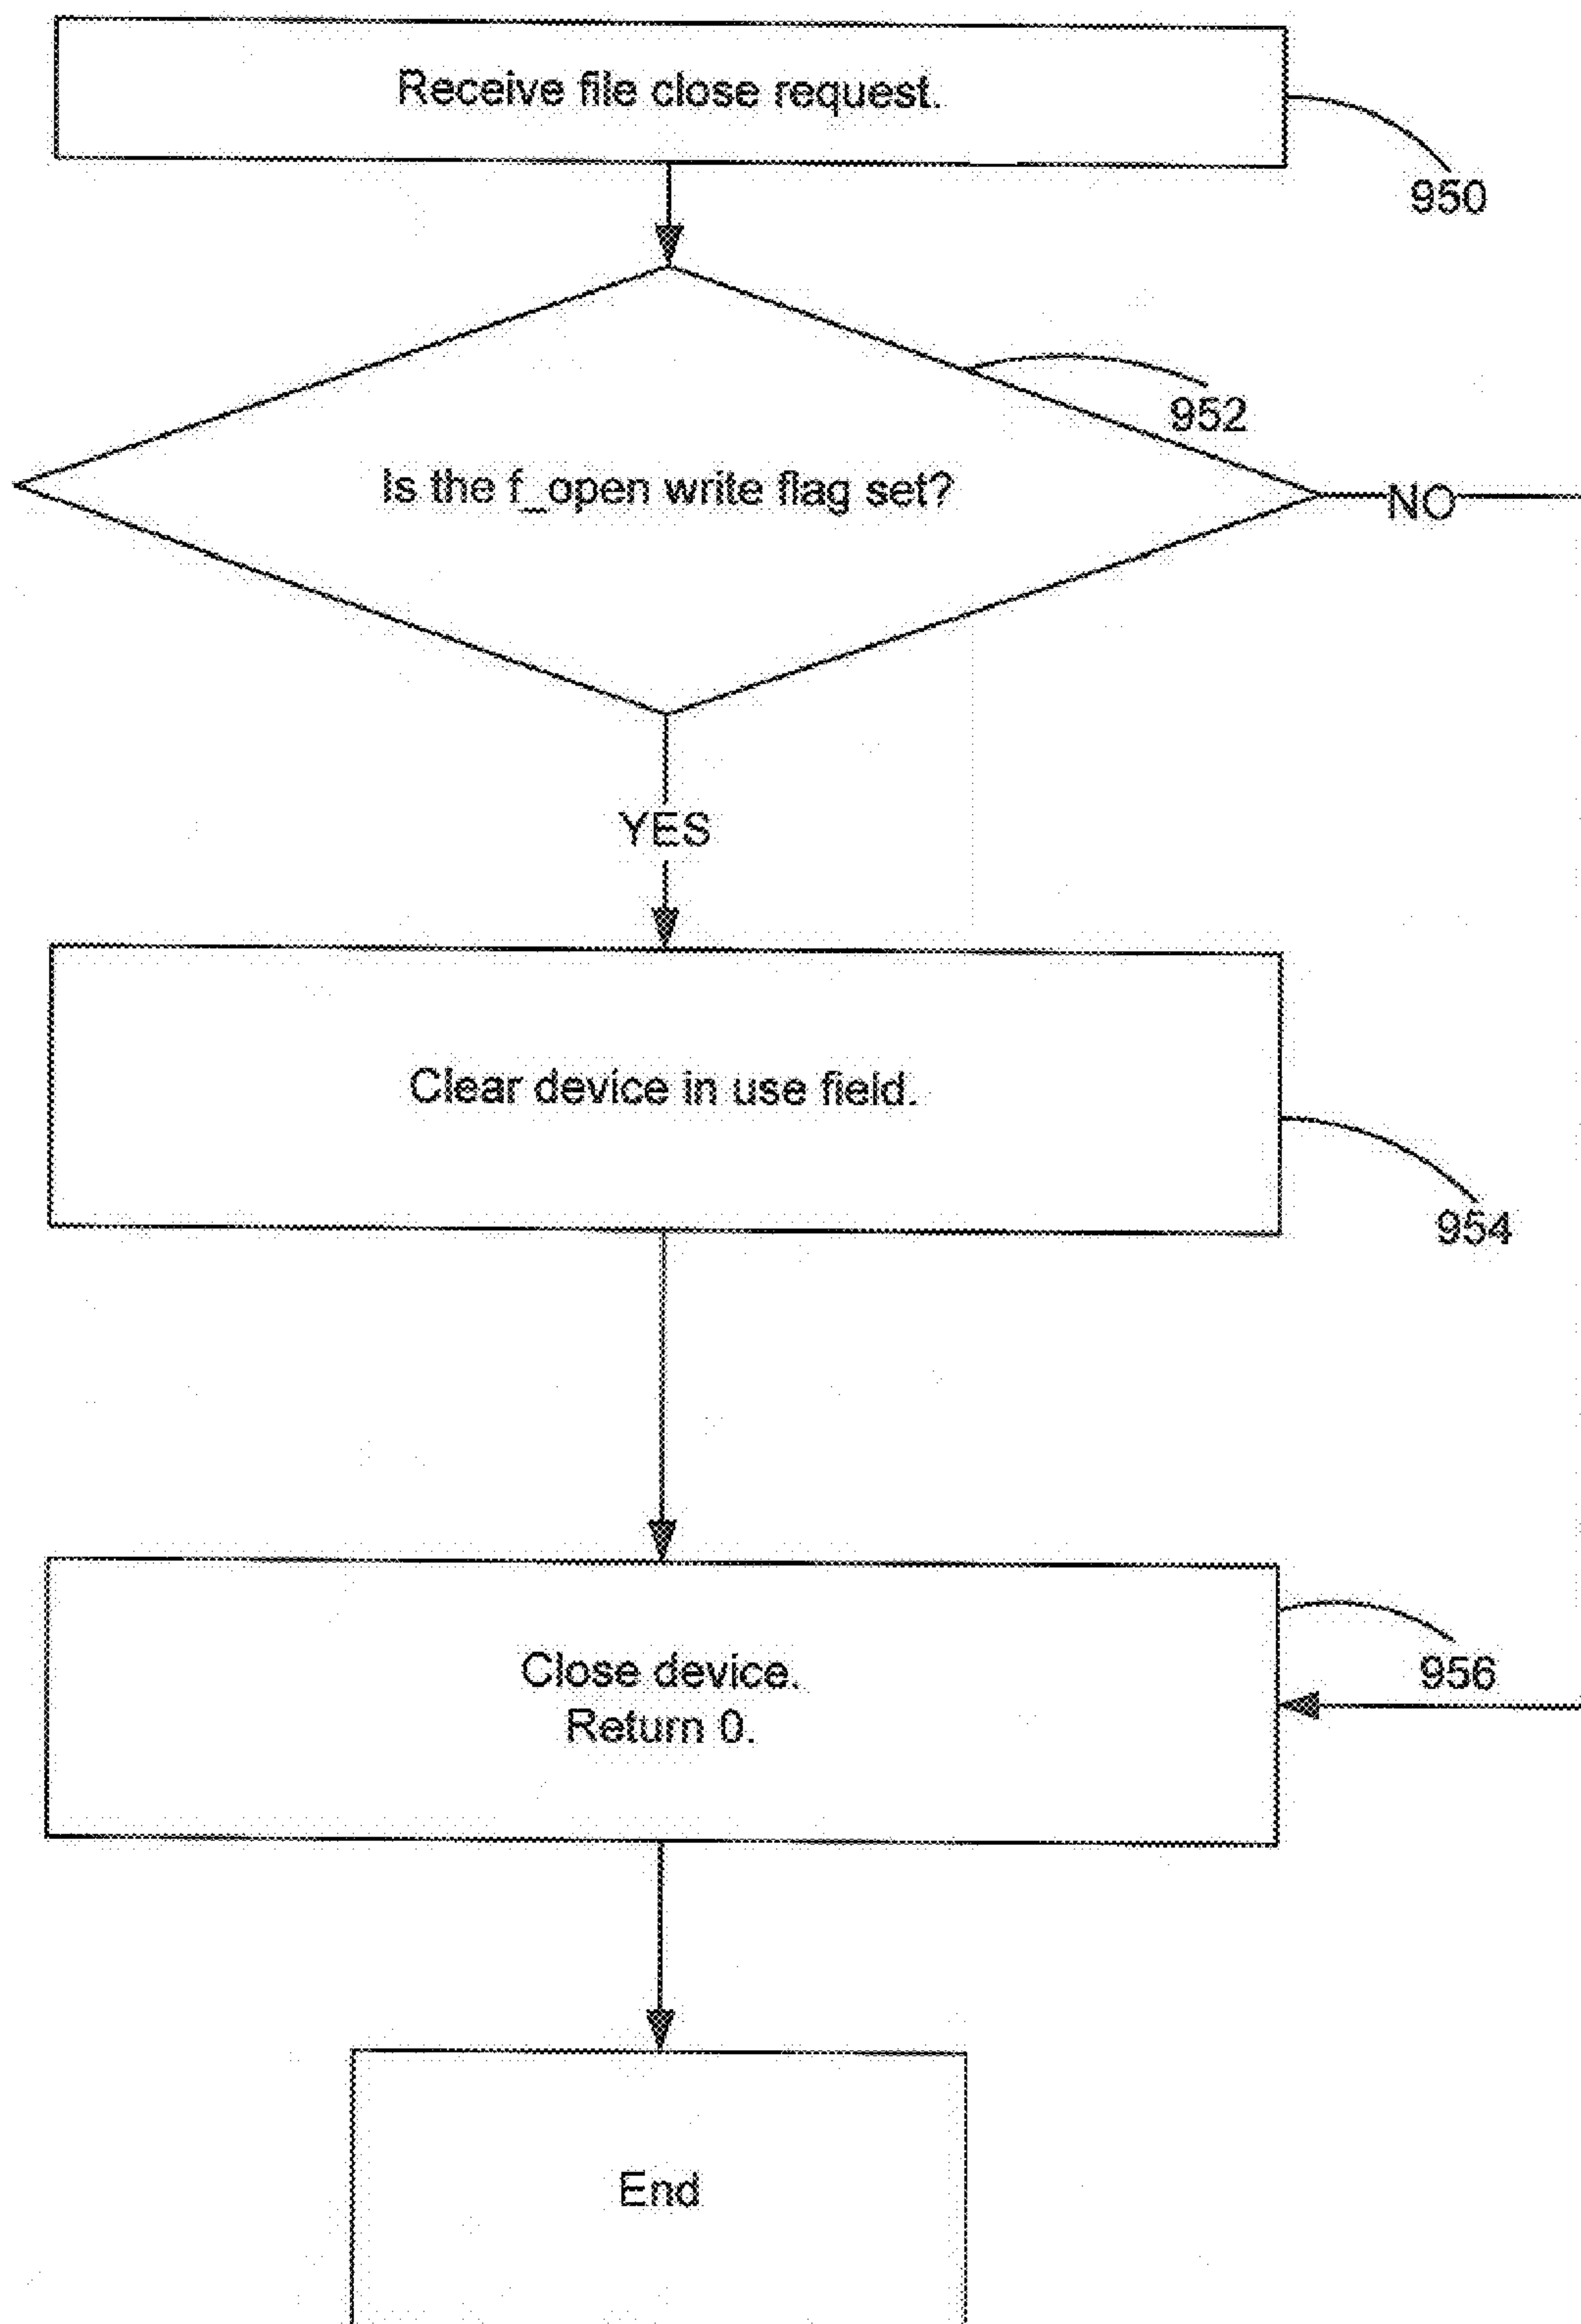 Receive file close request.
950
952
Is the f_open write flag set?
NO
YES
Clear device in use field.
954
Close device.
Return 0.
956
End